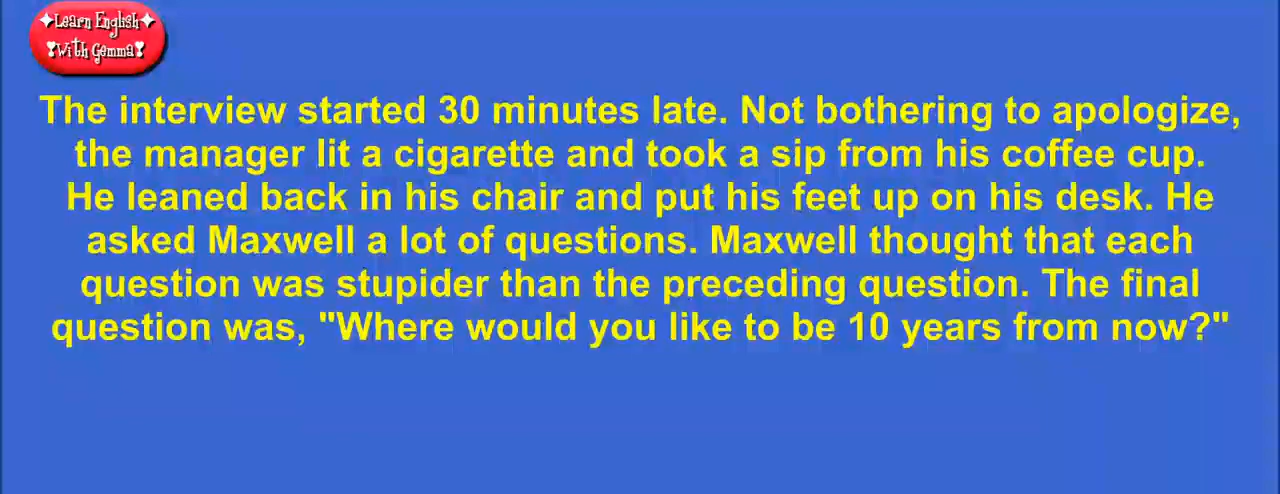 Learn English
With Gemma
The interview started 30 minutes late. Not bothering to apologize,
the manager lit a cigarette and took a sip from his coffee cup.
He leaned back in his chair and put his feet up on his desk. He
asked Maxwell a lot of questions. Maxwell thought that each
question was stupider than the preceding question. The final
question was, "Where would you like to be 10 years from now?"